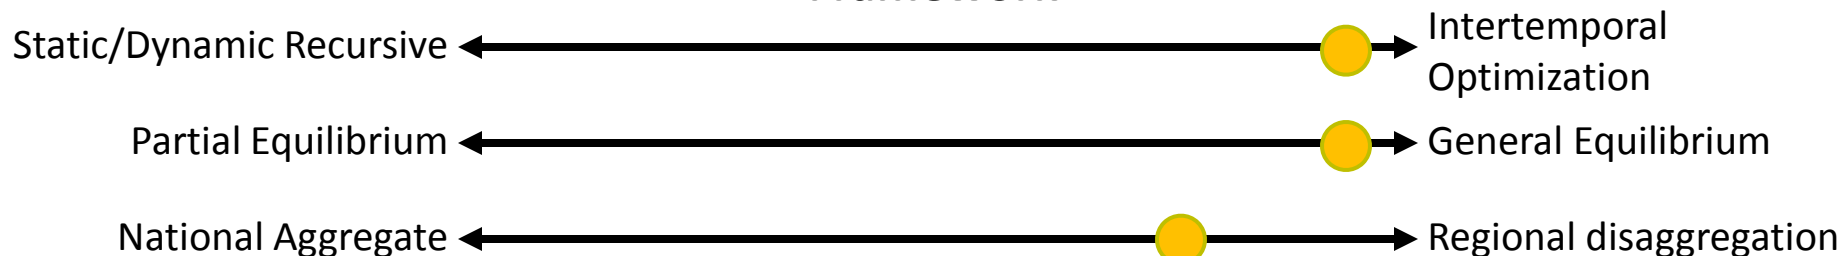 Static/Dynamic Recursive
Intertemporal
Optimization
Partial Equilibrium
General Equilibrium
National Aggregate
Regional disaggregation